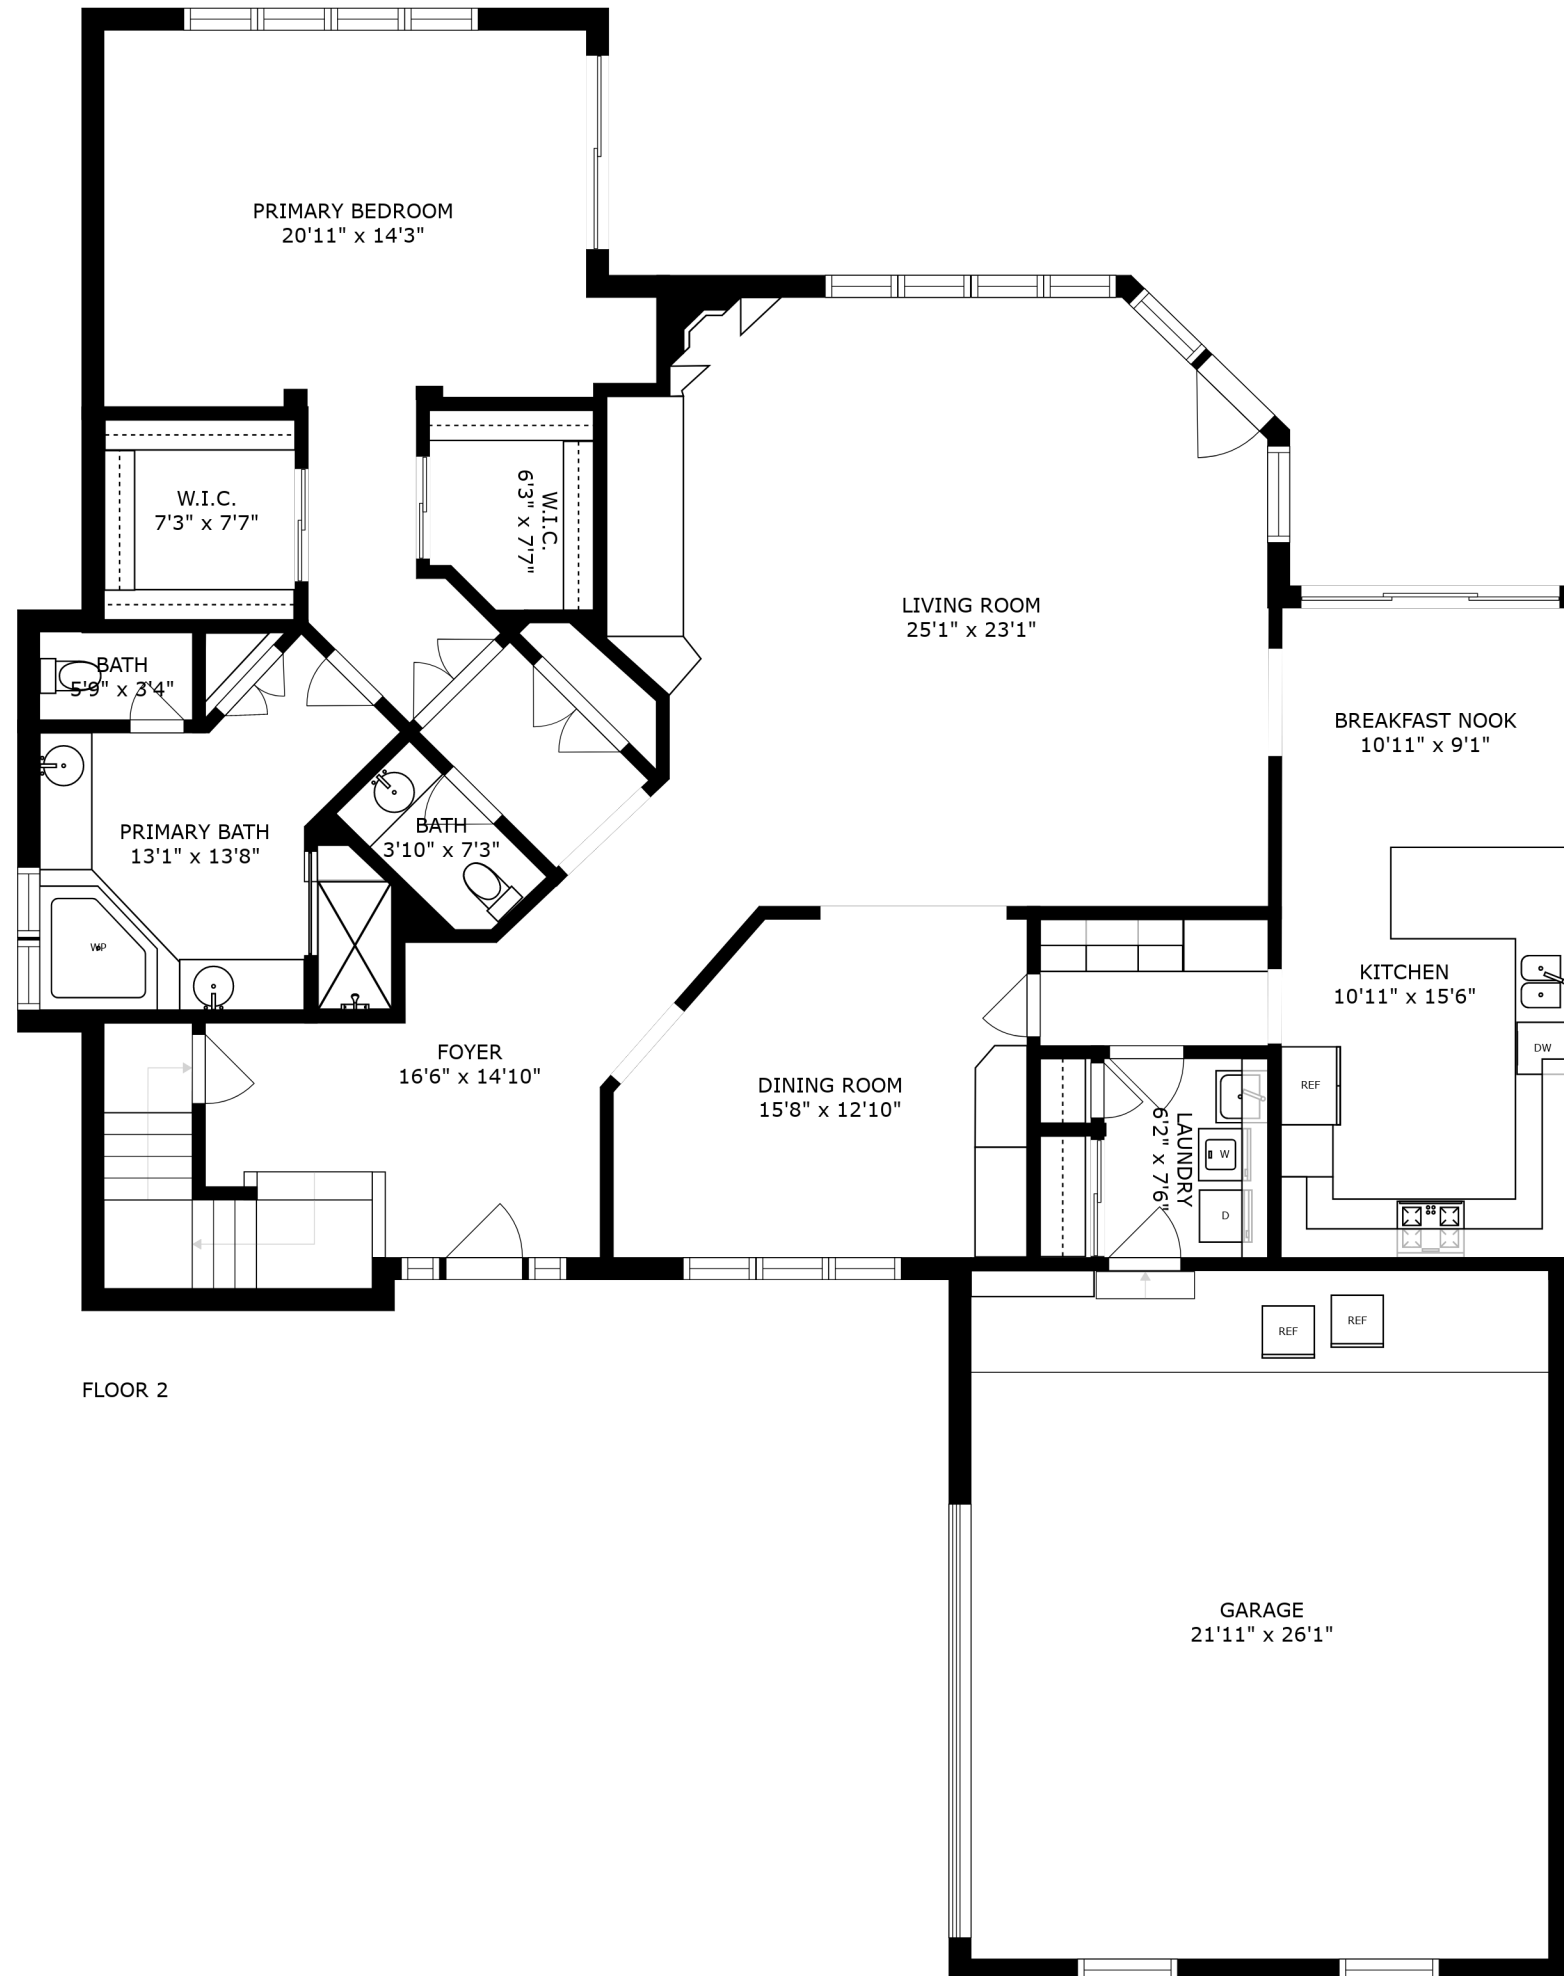 PRIMARY BEDROOM
20'11" x 14'3"
W.I.C.
7'3" x 7'7"
W.I.C.
6'3" x 7'7"
LIVING ROOM
25'1" x 23'1"
BATH
5'9" x 3'4"
BREAKFAST NOOK
10'11" x 9'1"
PRIMARY BATH
13'1" x 13'8"
BATH
3'10" x 7'3"
WP
KITCHEN
10'11" x 15'6"
DW
FOYER
16'6" x 14'10"
DINING ROOM
15'8" x 12'10"
REF
LAUNDRY
6'2" x 7'6"
W
D
REF
REF
FLOOR 2
GARAGE
21'11" x 26'1"